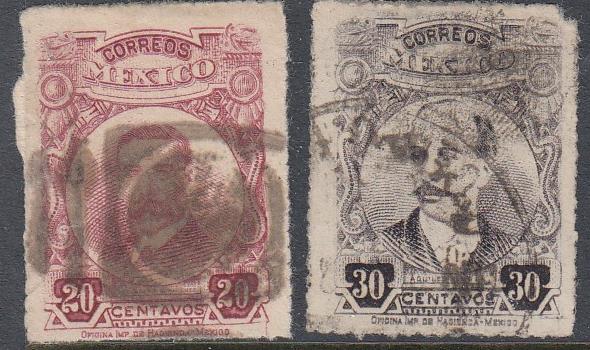 CORREOS
MEXICO
20 20
CENTAVOS
OFICINA IMP. DE HACIENDA-MEXICO
CORREOS
MEXICO
30 30
CENTAVOS
OFICINA IMP. DE HACIENDA-MEXICO